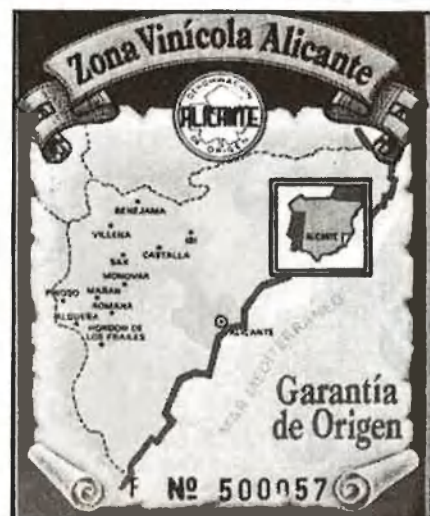 Zona Vinícola Alicante
DENOMINACION
ALICANTE
DE ORIGEN
BENEJAMA
VILLENA
IBI
SAX
CASTALLA
MONOVAR
PINOSO
MAÑAN
ROMANA
ALGUEÑA
HONDON DE
LOS FRAILES
ALICANTE
ALICANTE
MAR MEDITERRANEO
Garantía
de Origen
F Nº 500057